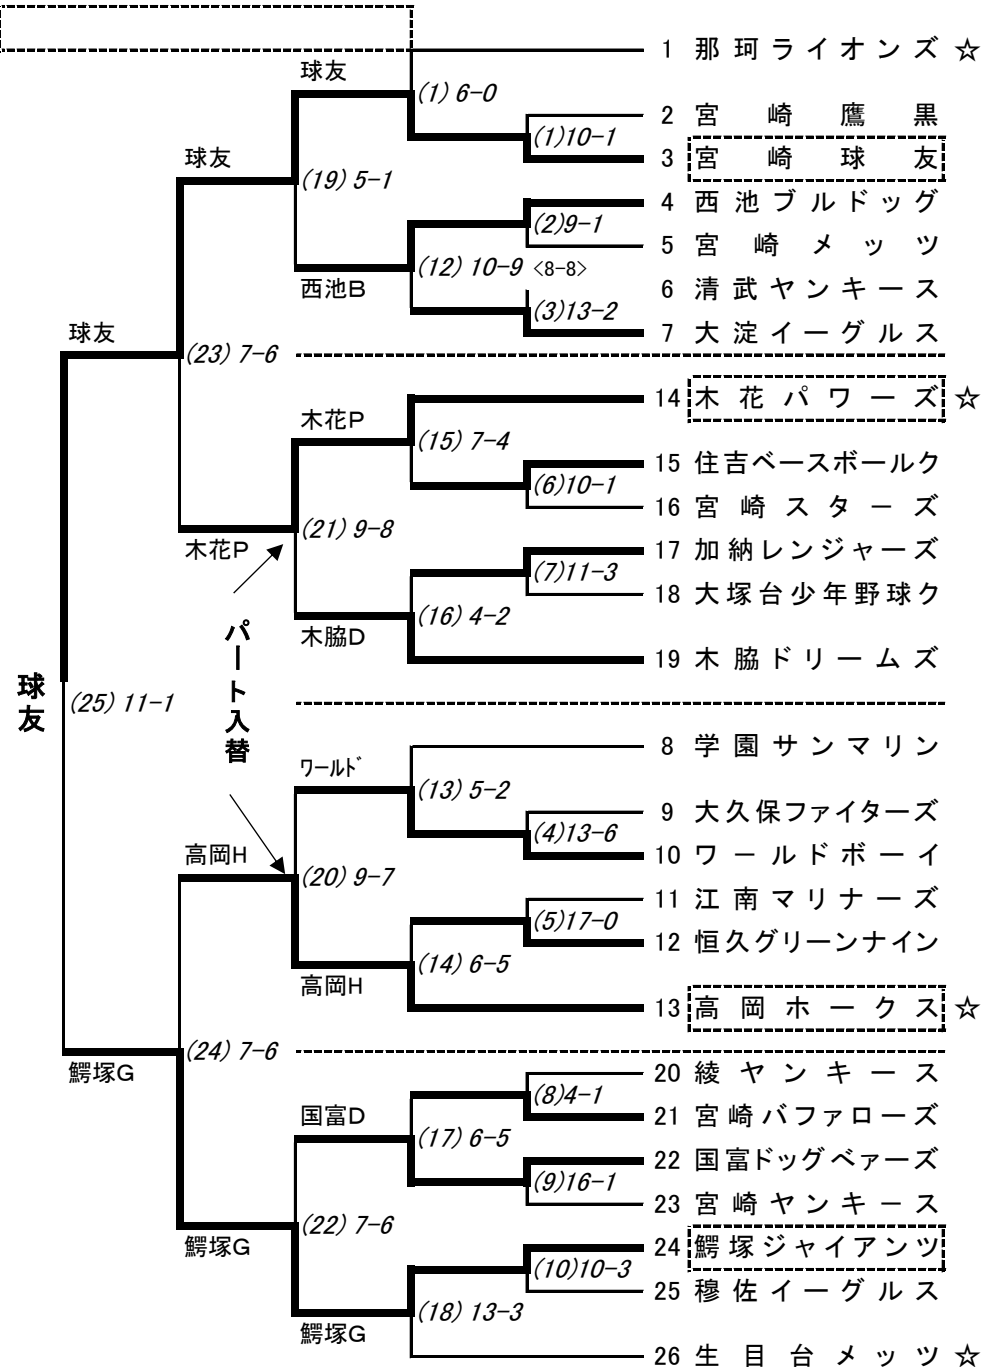 1 那珂ライオンズ ☆
球友
(1) 6-0
2 宮崎鷹黒
(1)10-1
3 宮崎球友
球友
(19) 5-1
4 西池ブルドッグ
(2)9-1
5 宮崎メッツ
(12) 10-9 <8-8>
西池B
6 清武ヤンキース
(3)13-2
7 大淀イーグルス
球友
(23) 7-6
14 木花パワーズ ☆
木花P
(15) 7-4
15 住吉ベースボールク
(6)10-1
16 宮崎スターズ
(21) 9-8
木花P
17 加納レンジャーズ
(7)11-3
18 大塚台少年野球ク
(16) 4-2
木脇D
19 木脇ドリームズ
パート入替
球友
(25) 11-1
8 学園サンマリン
ワールド
(13) 5-2
9 大久保ファイターズ
(4)13-6
10 ワールドボーイ
高岡H
(20) 9-7
11 江南マリナーズ
(5)17-0
12 恒久グリーンナイン
(14) 6-5
高岡H
13 高岡ホークス ☆
(24) 7-6
鰐塚G
20 綾ヤンキース
(8)4-1
国富D
21 宮崎バファローズ
(17) 6-5
22 国富ドッグベァーズ
(9)16-1
23 宮崎ヤンキース
(22) 7-6
鰐塚G
24 鰐塚ジャイアンツ
(10)10-3
25 穆佐イーグルス
(18) 13-3
鰐塚G
26 生目台メッツ ☆